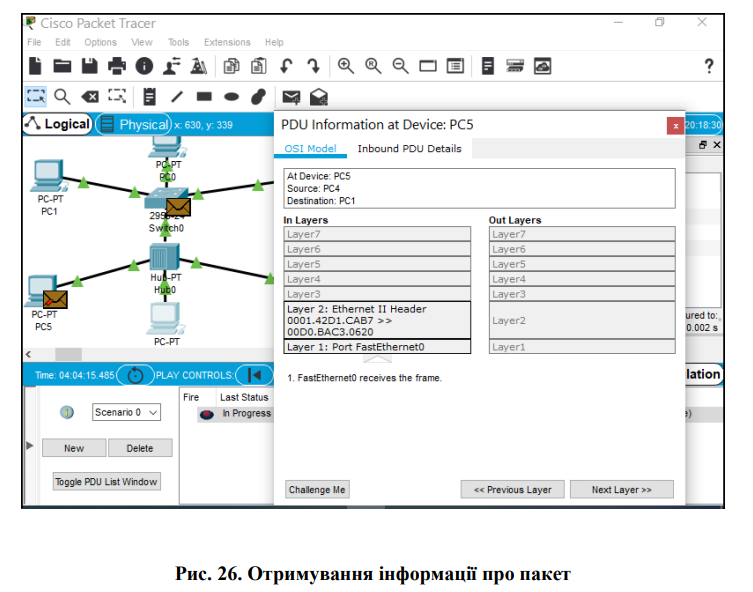 Cisco Packet Tracer
File Edit Options View Tools Extensions Help
Logical Physical x: 630, y: 339
20:18:30
PC-PT
PC0
PC-PT
PC1
Switch0
Hub-PT
Hub0
PC-PT
PC5
PC-PT
PDU Information at Device: PC5
OSI Model Inbound PDU Details
At Device: PC5
Source: PC4
Destination: PC1
In Layers Out Layers
Layer7 Layer7
Layer6 Layer6
Layer5 Layer5
Layer4 Layer4
Layer3 Layer3
Layer 2: Ethernet II Header
0001.42D1.CAB7 >>
00D0.BAC3.0620
Layer2
Layer 1: Port FastEthernet0 Layer1
1. FastEthernet0 receives the frame.
Challenge Me << Previous Layer Next Layer >>
ured to:
0.002 s
Time: 04:04:15.485 PLAY CONTROLS:
lation
Fire Last Status
Scenario 0 In Progress
New Delete
Toggle PDU List Window
Рис. 26. Отримування інформації про пакет